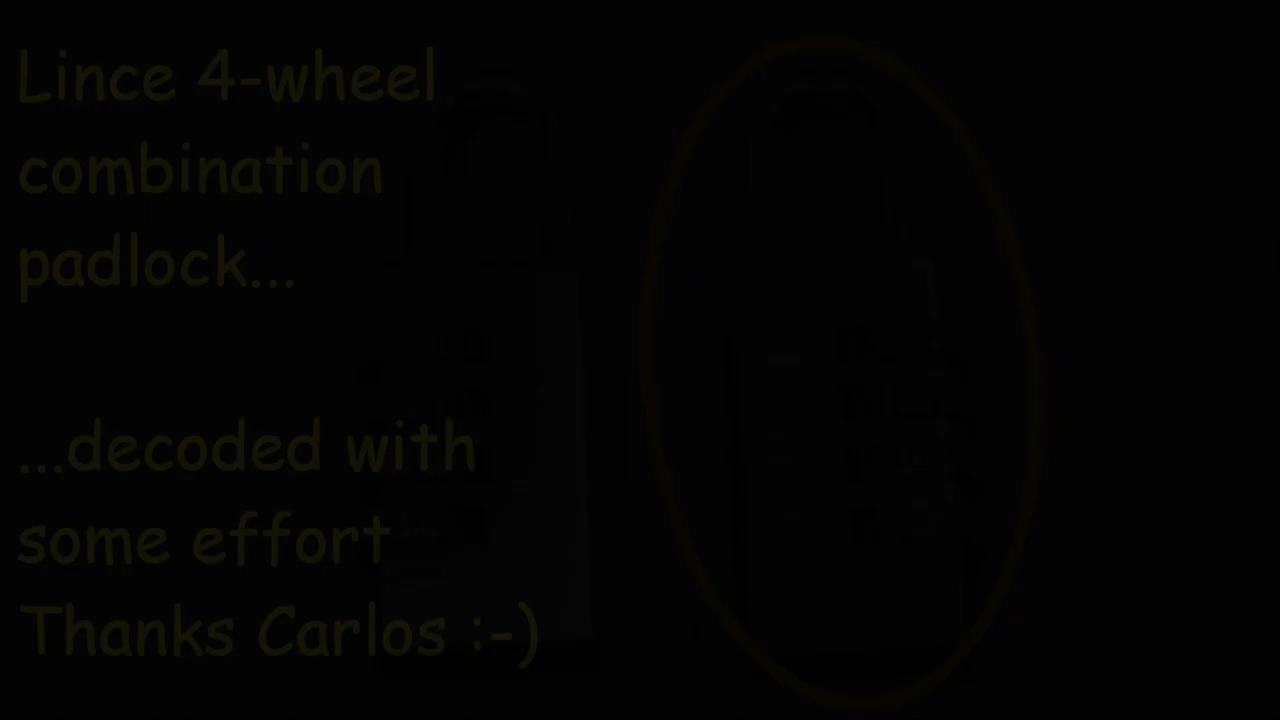 Lince 4-wheel
combination
padlock...
...decoded with
some effort
Thanks Carlos :-)